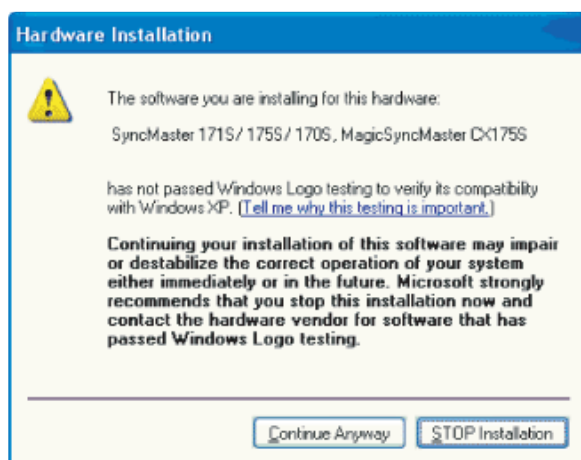 Hardware Installation
The software you are installing for this hardware:
SyncMaster 171S/ 175S/ 170S, MagicSyncMaster CX175S
has not passed Windows Logo testing to verify its compatibility
with Windows XP. (Tell me why this testing is important.)
Continuing your installation of this software may impair
or destabilize the correct operation of your system
either immediately or in the future. Microsoft strongly
recommends that you stop this installation now and
contact the hardware vendor for software that has
passed Windows Logo testing.
Continue Anyway
STOP Installation